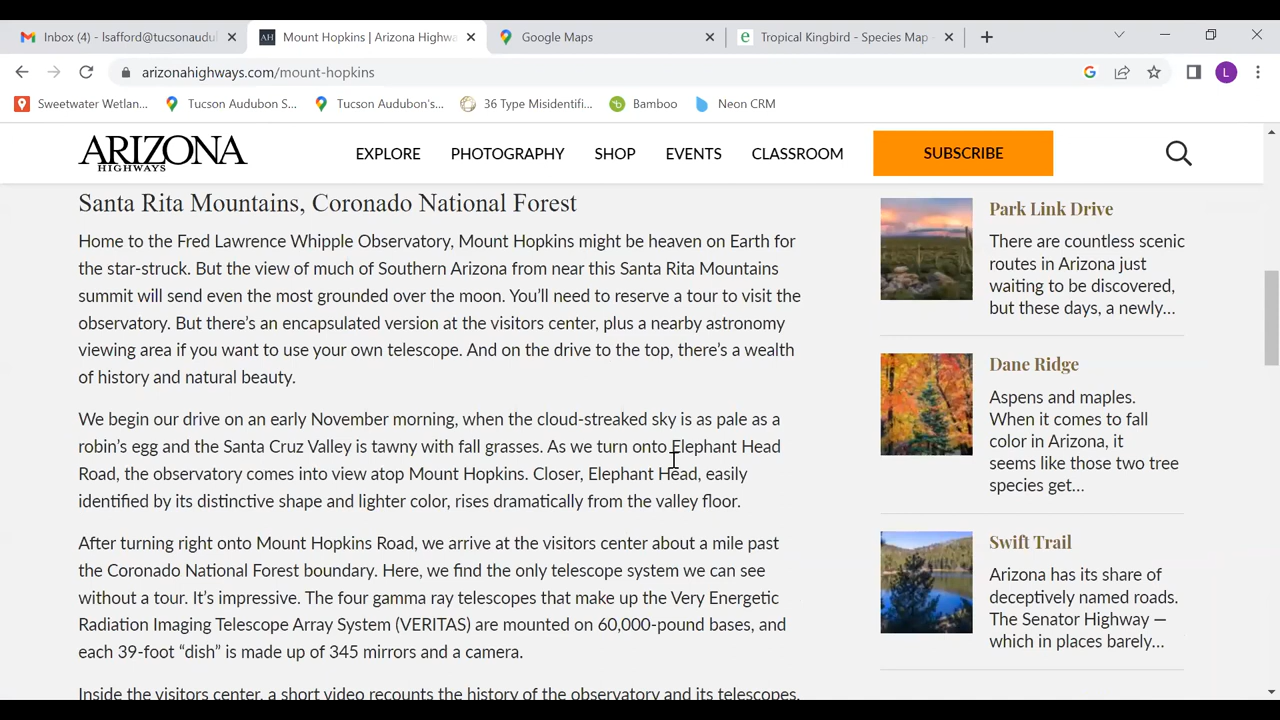 Inbox (4) - lsafford@tucsonaudu
Mount Hopkins | Arizona Highwa
Google Maps
Tropical Kingbird - Species Map -
arizonahighways.com/mount-hopkins
L
Sweetwater Wetlan...
Tucson Audubon S...
Tucson Audubon's...
36 Type Misidentifi...
Bamboo
Neon CRM
ARIZONA
HIGHWAYS
EXPLORE
PHOTOGRAPHY
SHOP
EVENTS
CLASSROOM
SUBSCRIBE
Santa Rita Mountains, Coronado National Forest
Home to the Fred Lawrence Whipple Observatory, Mount Hopkins might be heaven on Earth for
the star-struck. But the view of much of Southern Arizona from near this Santa Rita Mountains
summit will send even the most grounded over the moon. You’ll need to reserve a tour to visit the
observatory. But there’s an encapsulated version at the visitors center, plus a nearby astronomy
viewing area if you want to use your own telescope. And on the drive to the top, there’s a wealth
of history and natural beauty.
We begin our drive on an early November morning, when the cloud-streaked sky is as pale as a
robin’s egg and the Santa Cruz Valley is tawny with fall grasses. As we turn onto Elephant Head
Road, the observatory comes into view atop Mount Hopkins. Closer, Elephant Head, easily
identified by its distinctive shape and lighter color, rises dramatically from the valley floor.
After turning right onto Mount Hopkins Road, we arrive at the visitors center about a mile past
the Coronado National Forest boundary. Here, we find the only telescope system we can see
without a tour. It’s impressive. The four gamma ray telescopes that make up the Very Energetic
Radiation Imaging Telescope Array System (VERITAS) are mounted on 60,000-pound bases, and
each 39-foot “dish” is made up of 345 mirrors and a camera.
Inside the visitors center, a short video recounts the history of the observatory and its telescopes.
Park Link Drive
There are countless scenic
routes in Arizona just
waiting to be discovered,
but these days, a newly...
Dane Ridge
Aspens and maples.
When it comes to fall
color in Arizona, it
seems like those two tree
species get...
Swift Trail
Arizona has its share of
deceptively named roads.
The Senator Highway —
which in places barely...